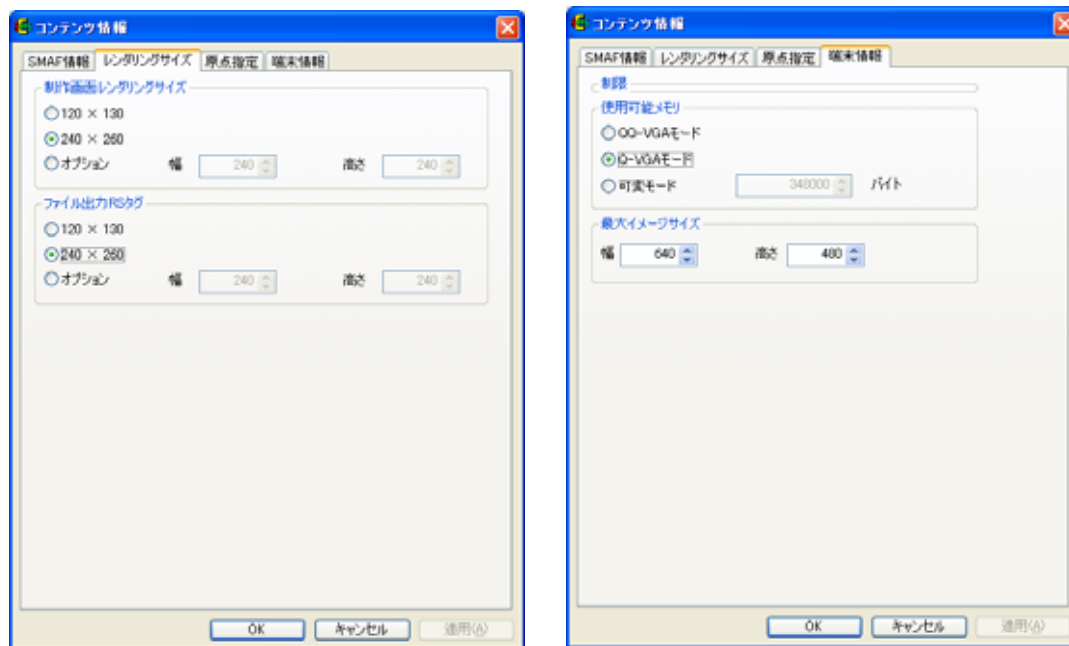 コンテンツ情報
SMAF情報 レンダリングサイズ 原点指定 端末情報
制作画面レンダリングサイズ
120 × 130
240 × 260
オプション 幅 240 高さ 240
ファイル出力RSタグ
120 × 130
240 × 260
オプション 幅 240 高さ 240
OK キャンセル 適用(A)
コンテンツ情報
SMAF情報 レンダリングサイズ 原点指定 端末情報
制限
使用可能メモリ
QQ-VGAモード
Q-VGAモード
可変モード 348000 バイト
最大イメージサイズ
幅 640 高さ 480
OK キャンセル 適用(A)